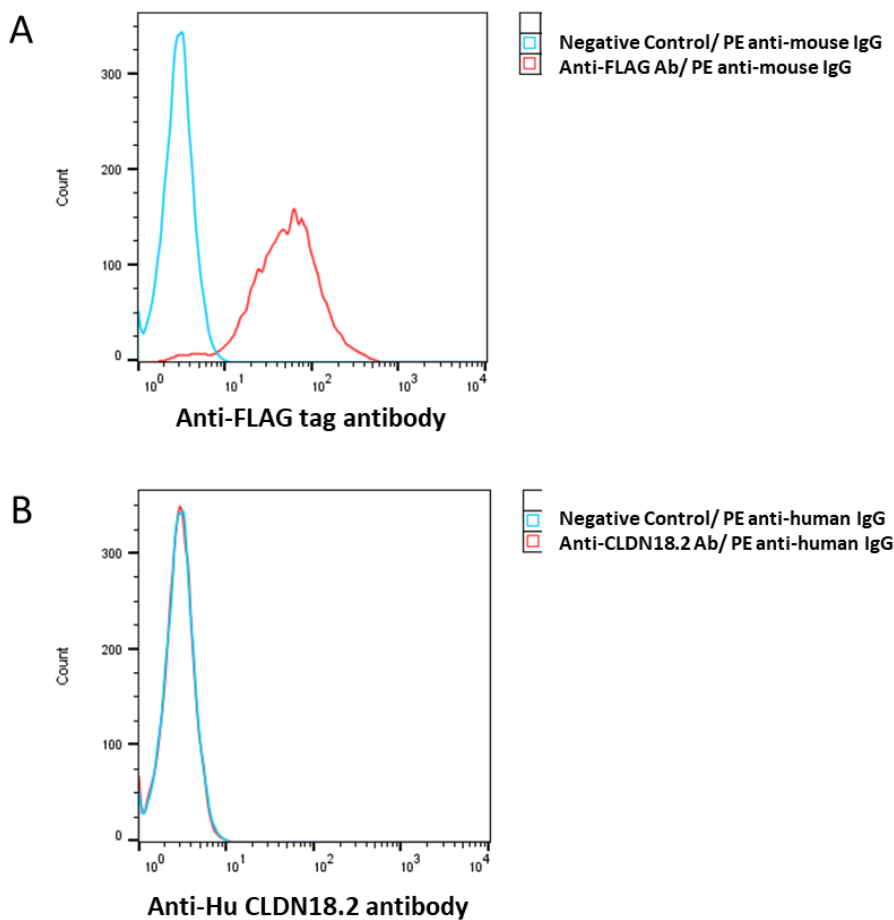 A
Negative Control/ PE anti-mouse IgG
Anti-FLAG Ab/ PE anti-mouse IgG
Count
300
200
100
0
10⁰ 10¹ 10² 10³ 10⁴
Anti-FLAG tag antibody
B
Negative Control/ PE anti-human IgG
Anti-CLDN18.2 Ab/ PE anti-human IgG
Count
300
200
100
0
10⁰ 10¹ 10² 10³ 10⁴
Anti-Hu CLDN18.2 antibody